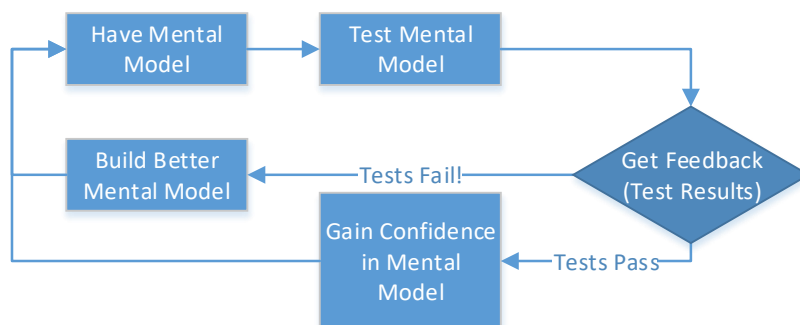 Have Mental
Model
Test Mental
Model
Get Feedback
(Test Results)
Tests Fail!
Build Better
Mental Model
Tests Pass
Gain Confidence
in Mental
Model